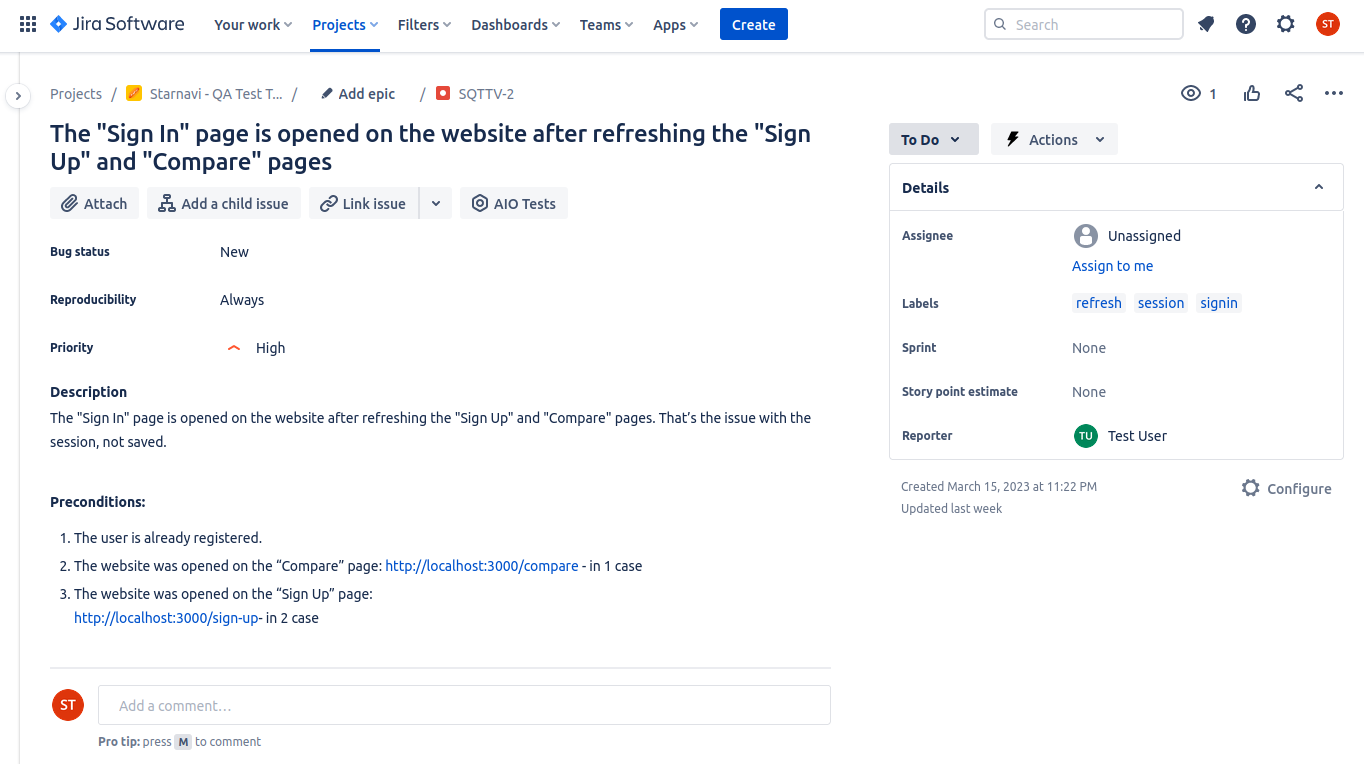 Jira Software Your work Projects Filters Dashboards Teams Apps Create Search ST
Projects / Starnavi - QA Test T... / Add epic / SQTTV-2 1
The "Sign In" page is opened on the website after refreshing the "Sign
Up" and "Compare" pages
Attach Add a child issue Link issue AIO Tests
Bug status New
Reproducibility Always
Priority High
Description
The "Sign In" page is opened on the website after refreshing the "Sign Up" and "Compare" pages. That’s the issue with the
session, not saved.
Preconditions:
1. The user is already registered.
2. The website was opened on the “Compare” page: http://localhost:3000/compare - in 1 case
3. The website was opened on the “Sign Up” page:
http://localhost:3000/sign-up- in 2 case
ST Add a comment…
Pro tip: press M to comment
To Do Actions
Details
Assignee Unassigned
Assign to me
Labels refresh session signin
Sprint None
Story point estimate None
Reporter TU Test User
Created March 15, 2023 at 11:22 PM Configure
Updated last week